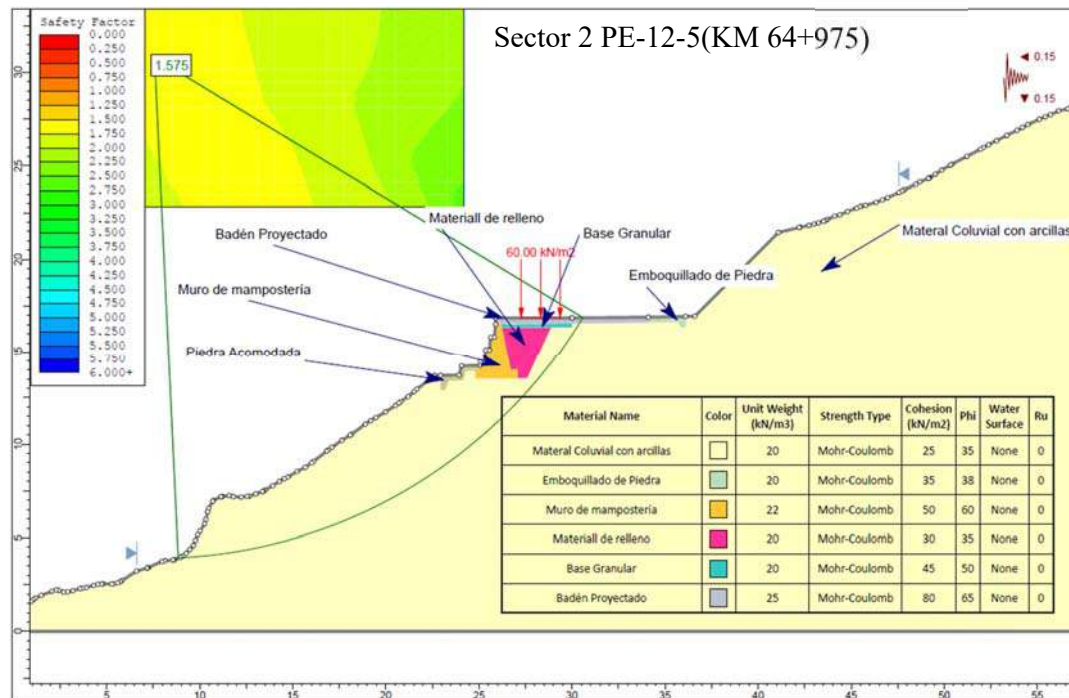 Sector 2 PE-12-5(KM 64+975)
Safety Factor
0.000
0.250
0.500
0.750
1.000
1.250
1.500
1.750
2.000
2.250
2.500
2.750
3.000
3.250
3.500
3.750
4.000
4.250
4.500
4.750
5.000
5.250
5.500
5.750
6.000+
1.575
0.15
0.15
Materiall de relleno
Badén Proyectado
Base Granular
60.00 kN/m2
Materal Coluvial con arcillas
Emboquillado de Piedra
Muro de mampostería
Piedra Acomodada
Material Name Color Unit Weight (kN/m3) Strength Type Cohesion (kN/m2) Phi Water Surface Ru
Materal Coluvial con arcillas 20 Mohr-Coulomb 25 35 None 0
Emboquillado de Piedra 20 Mohr-Coulomb 35 38 None 0
Muro de mampostería 22 Mohr-Coulomb 50 60 None 0
Materiall de relleno 20 Mohr-Coulomb 30 35 None 0
Base Granular 20 Mohr-Coulomb 45 50 None 0
Badén Proyectado 25 Mohr-Coulomb 80 65 None 0
30
25
20
15
10
5
0
5 10 15 20 25 30 35 40 45 50 55